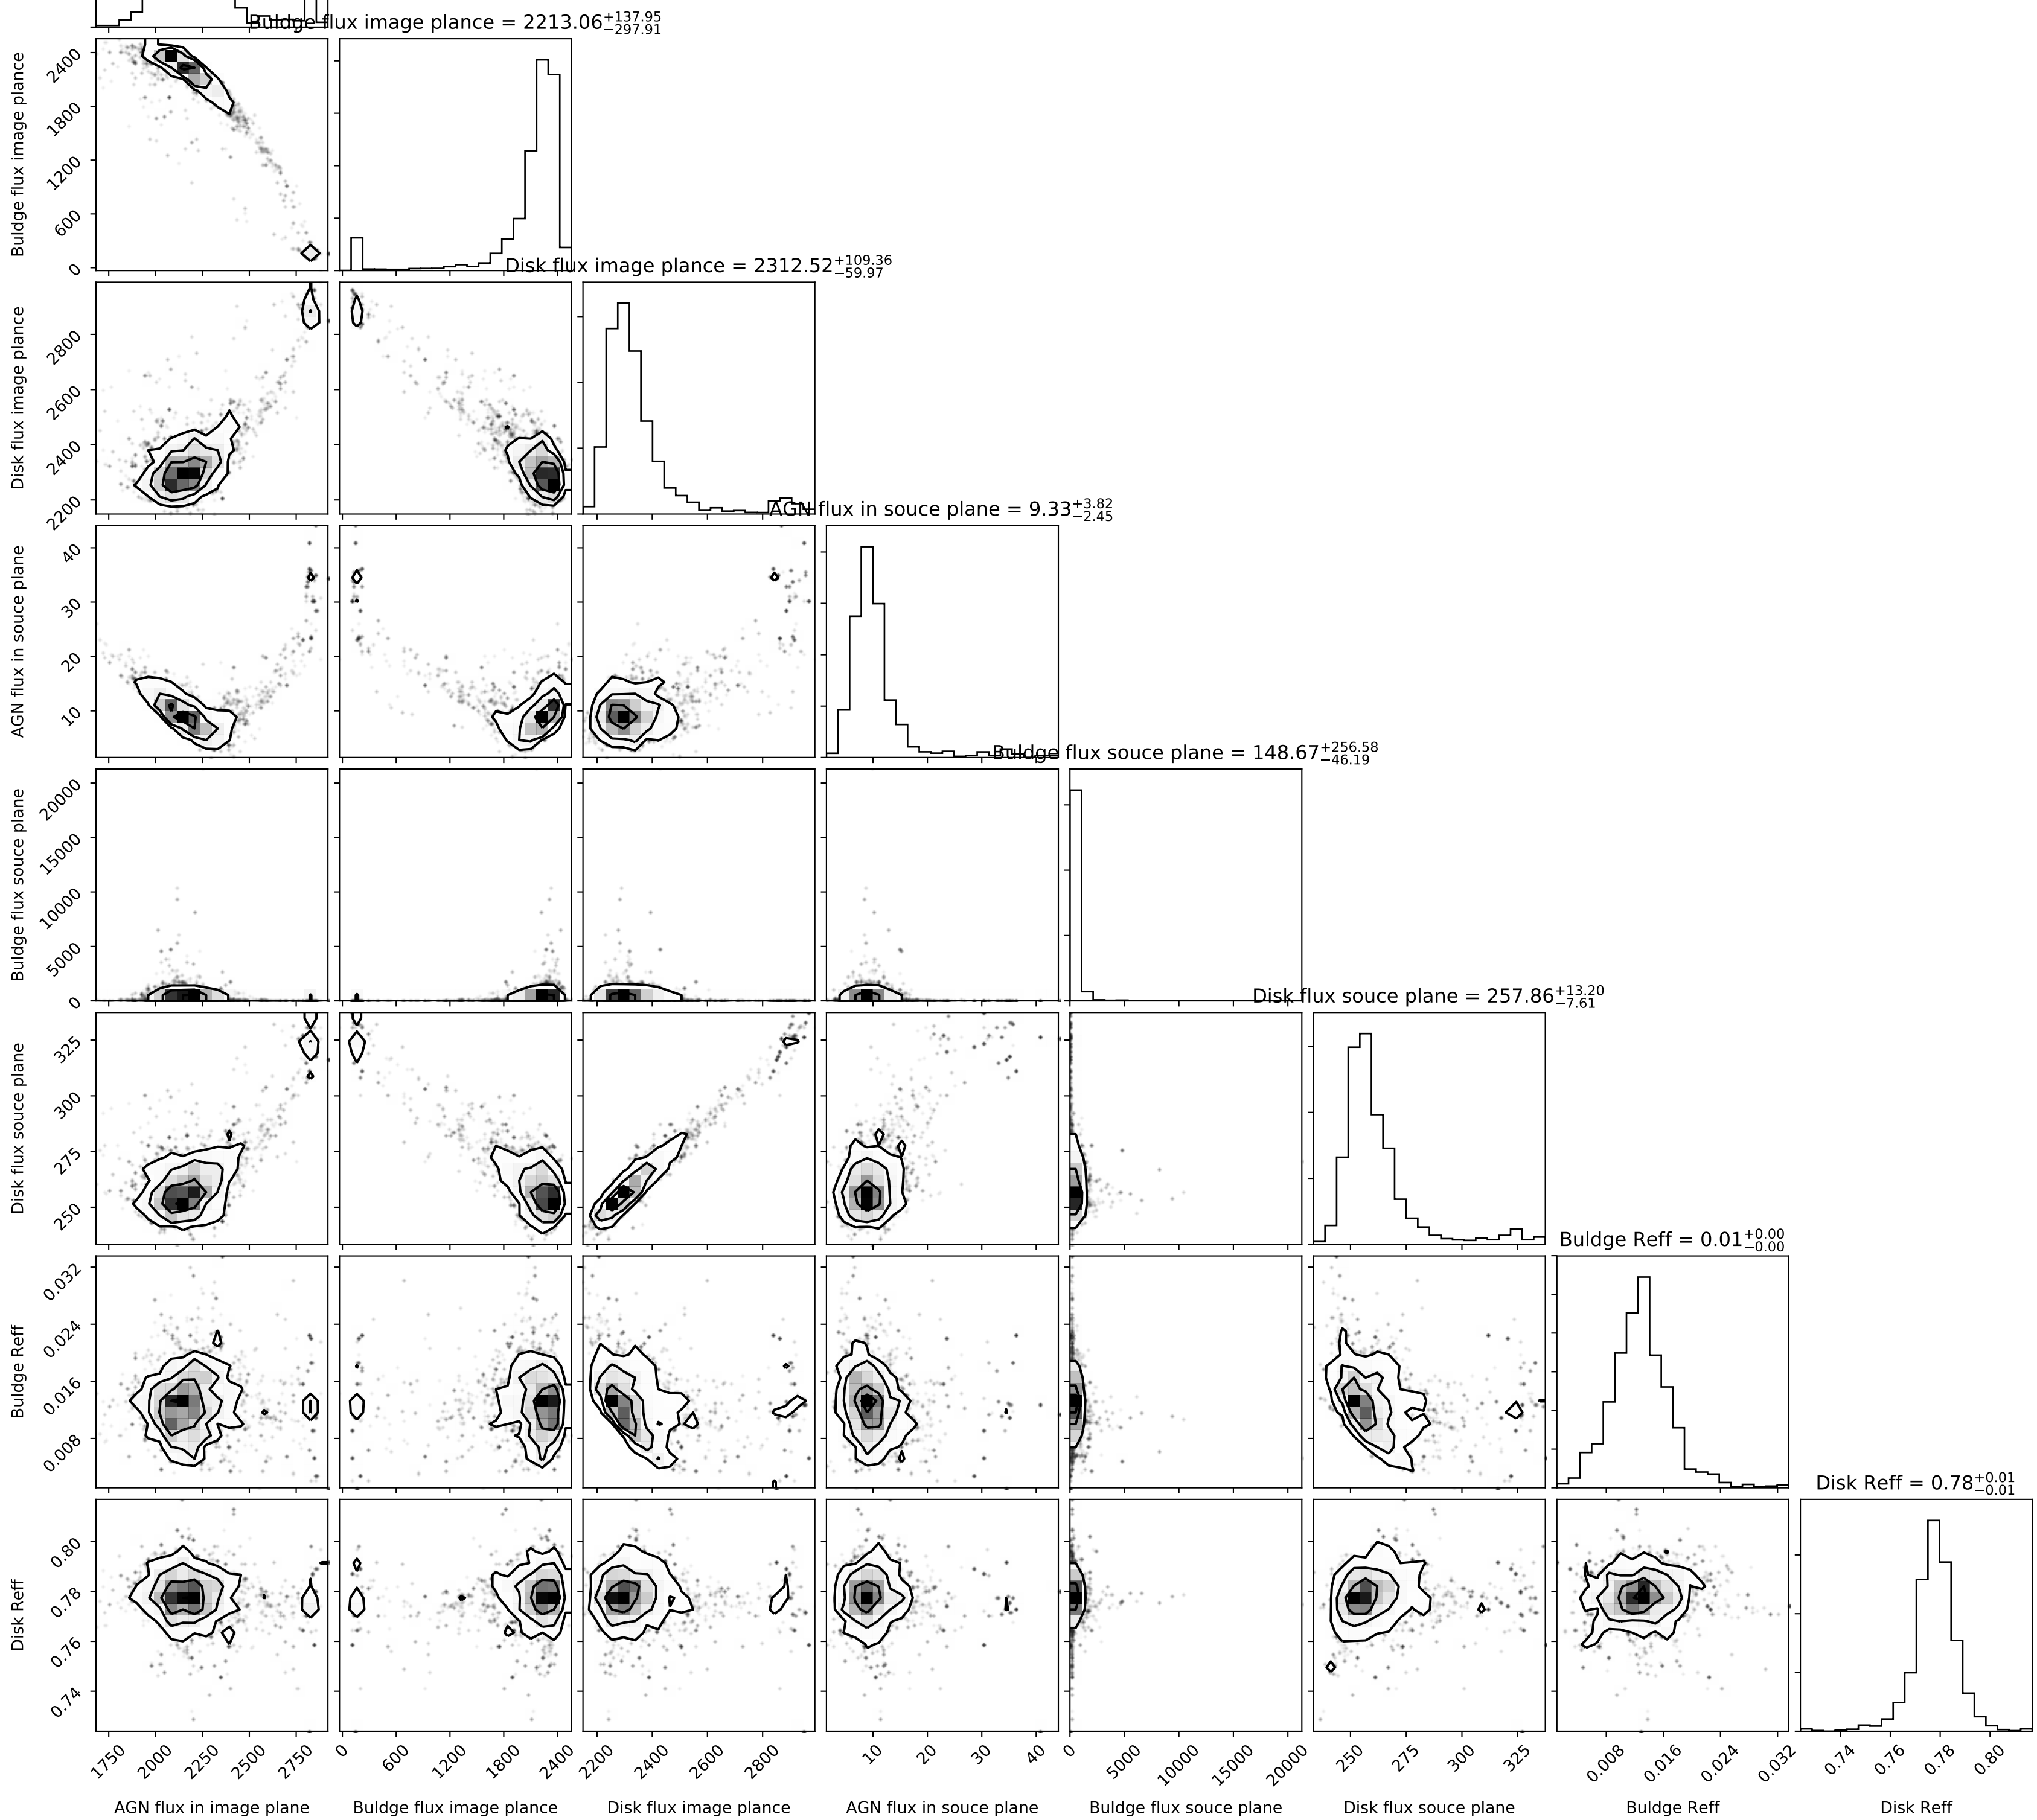 Buldge flux image plance = 2213.06+137.95−297.91
Buldge flux image plance
2400
1800
1200
600
0
Disk flux image plance = 2312.52+109.36−59.97
Disk flux image plance
2800
2600
2400
2200
AGN flux in souce plane = 9.33+3.82−2.45
AGN flux in souce plane
40
30
20
10
Buldge flux souce plane = 148.67+256.58−46.19
Buldge flux souce plane
20000
15000
10000
5000
0
Disk flux souce plane = 257.86+13.20−7.61
Disk flux souce plane
325
300
275
250
Buldge Reff = 0.01+0.00−0.00
Buldge Reff
0.032
0.024
0.016
0.008
Disk Reff = 0.78+0.01−0.01
Disk Reff
0.80
0.78
0.76
0.74
1750 2000 2250 2500 2750 0 600 1200 1800 2400 2200 2400 2600 2800 10 20 30 40 0 5000 10000 15000 20000 250 275 300 325 0.008 0.016 0.024 0.032 0.74 0.76 0.78 0.80
AGN flux in image plane Buldge flux image plance Disk flux image plance AGN flux in souce plane Buldge flux souce plane Disk flux souce plane Buldge Reff Disk Reff